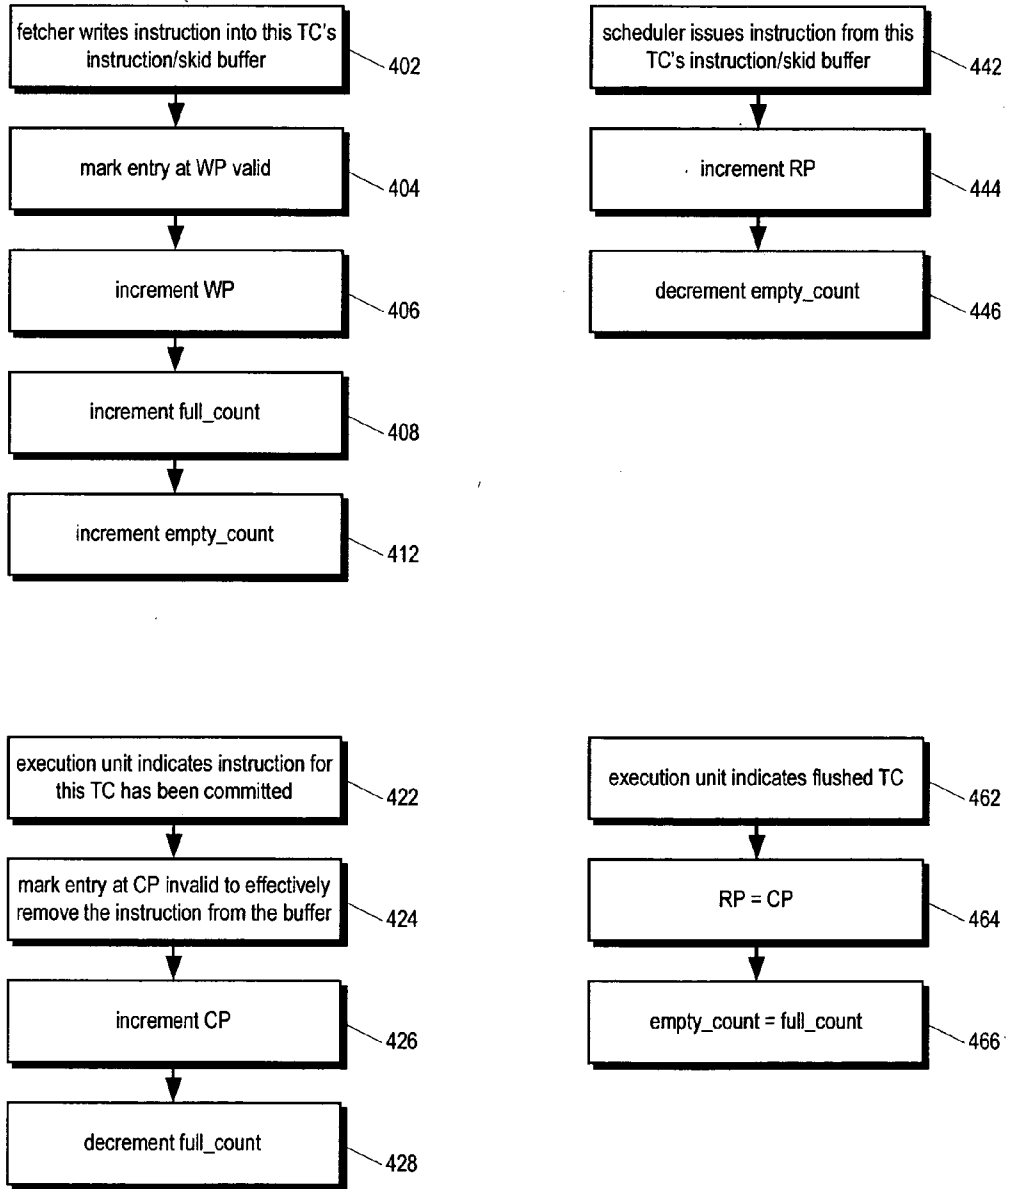 fetcher writes instruction into this TC's
instruction/skid buffer
402
mark entry at WP valid
404
increment WP
406
increment full_count
408
increment empty_count
412
scheduler issues instruction from this
TC's instruction/skid buffer
442
increment RP
444
decrement empty_count
446
execution unit indicates instruction for
this TC has been committed
422
mark entry at CP invalid to effectively
remove the instruction from the buffer
424
increment CP
426
decrement full_count
428
execution unit indicates flushed TC
462
RP = CP
464
empty_count = full_count
466